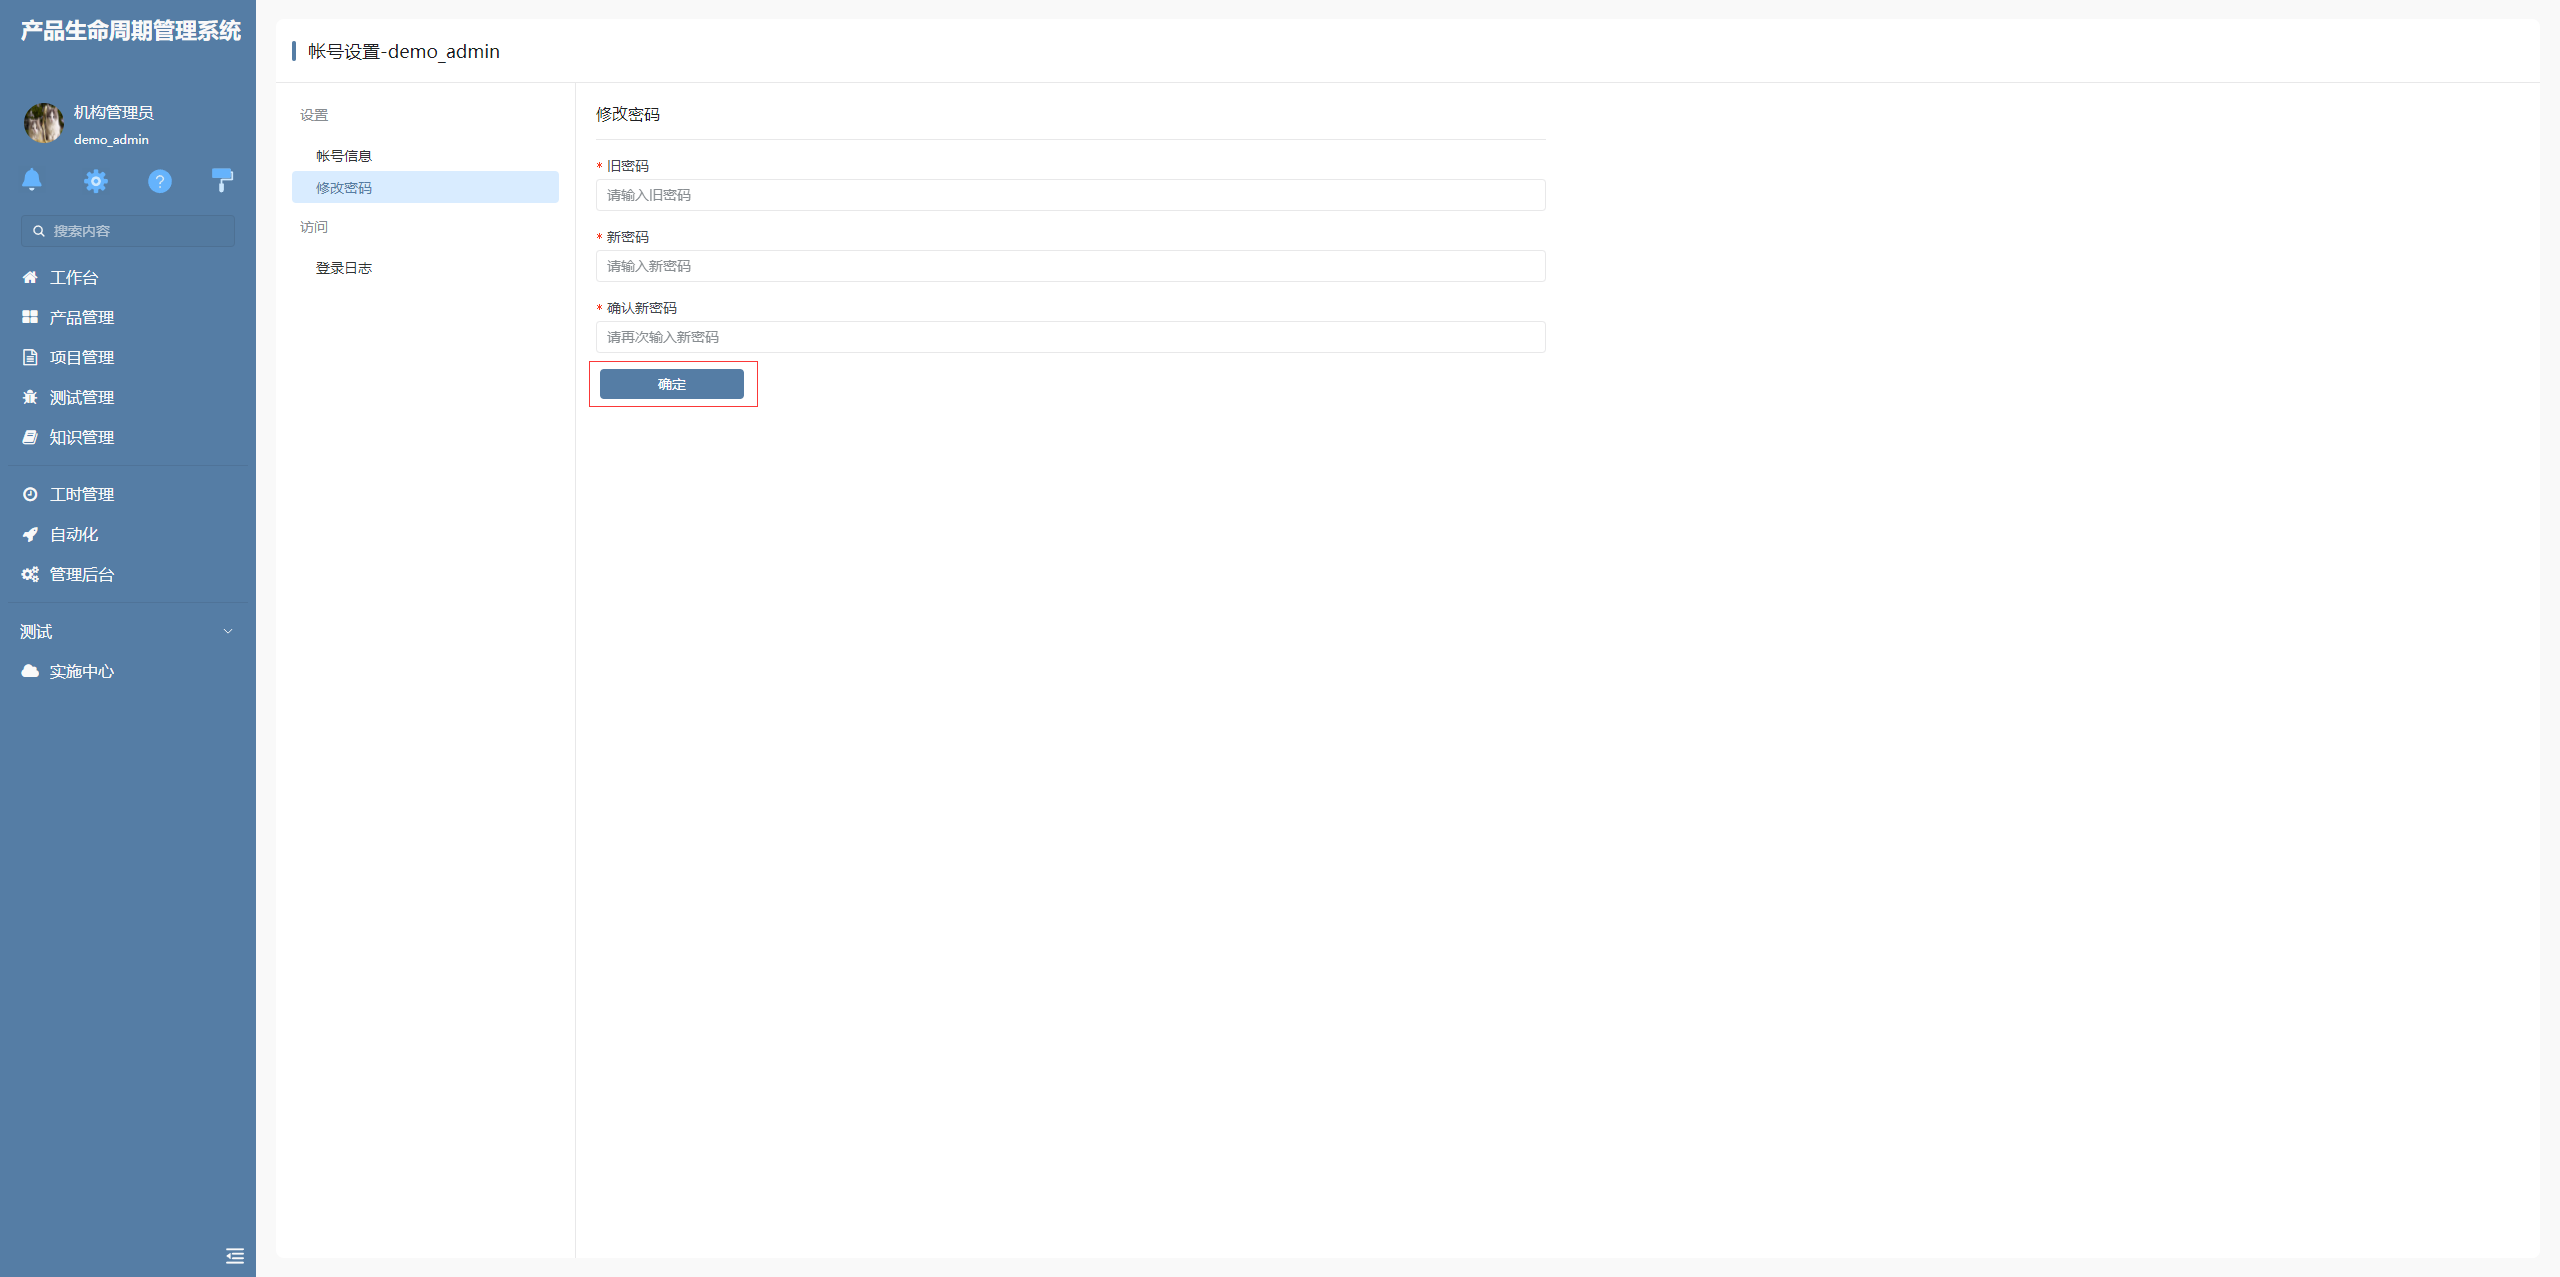 产品生命周期管理系统
机构管理员
demo_admin
搜索内容
工作台
产品管理
项目管理
测试管理
知识管理
工时管理
自动化
管理后台
测试
实施中心
帐号设置-demo_admin
设置
帐号信息
修改密码
访问
登录日志
修改密码
* 旧密码
请输入旧密码
* 新密码
请输入新密码
* 确认新密码
请再次输入新密码
确定